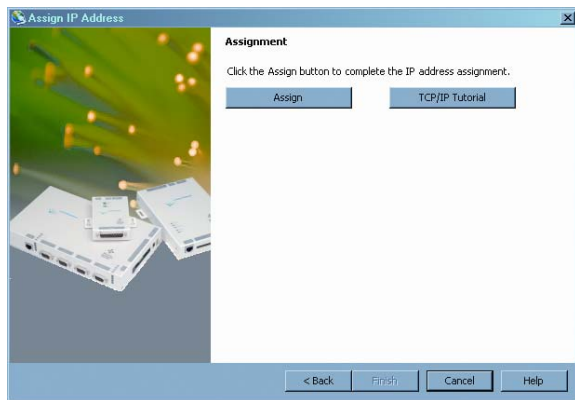 Assign IP Address
Assignment
Click the Assign button to complete the IP address assignment.
Assign
TCP/IP Tutorial
< Back
Finish
Cancel
Help